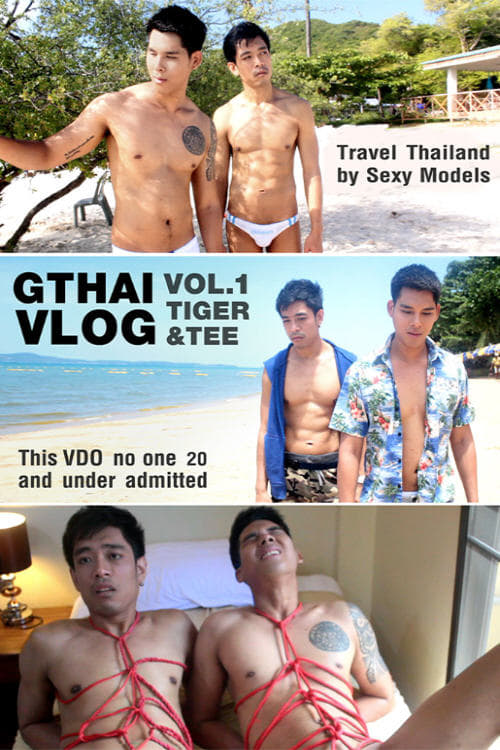 Travel Thailand
by Sexy Models
GTHAI
VLOG
VOL.1
TIGER
&TEE
This VDO no one 20
and under admitted